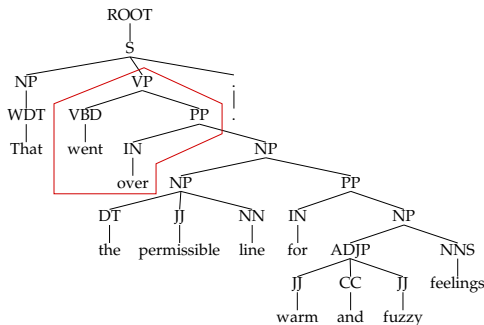 ROOT
S
NP VP .
WDT VBD PP .
That went IN NP
over NP PP
DT JJ NN IN NP
the permissible line for ADJP NNS
JJ CC JJ feelings
warm and fuzzy